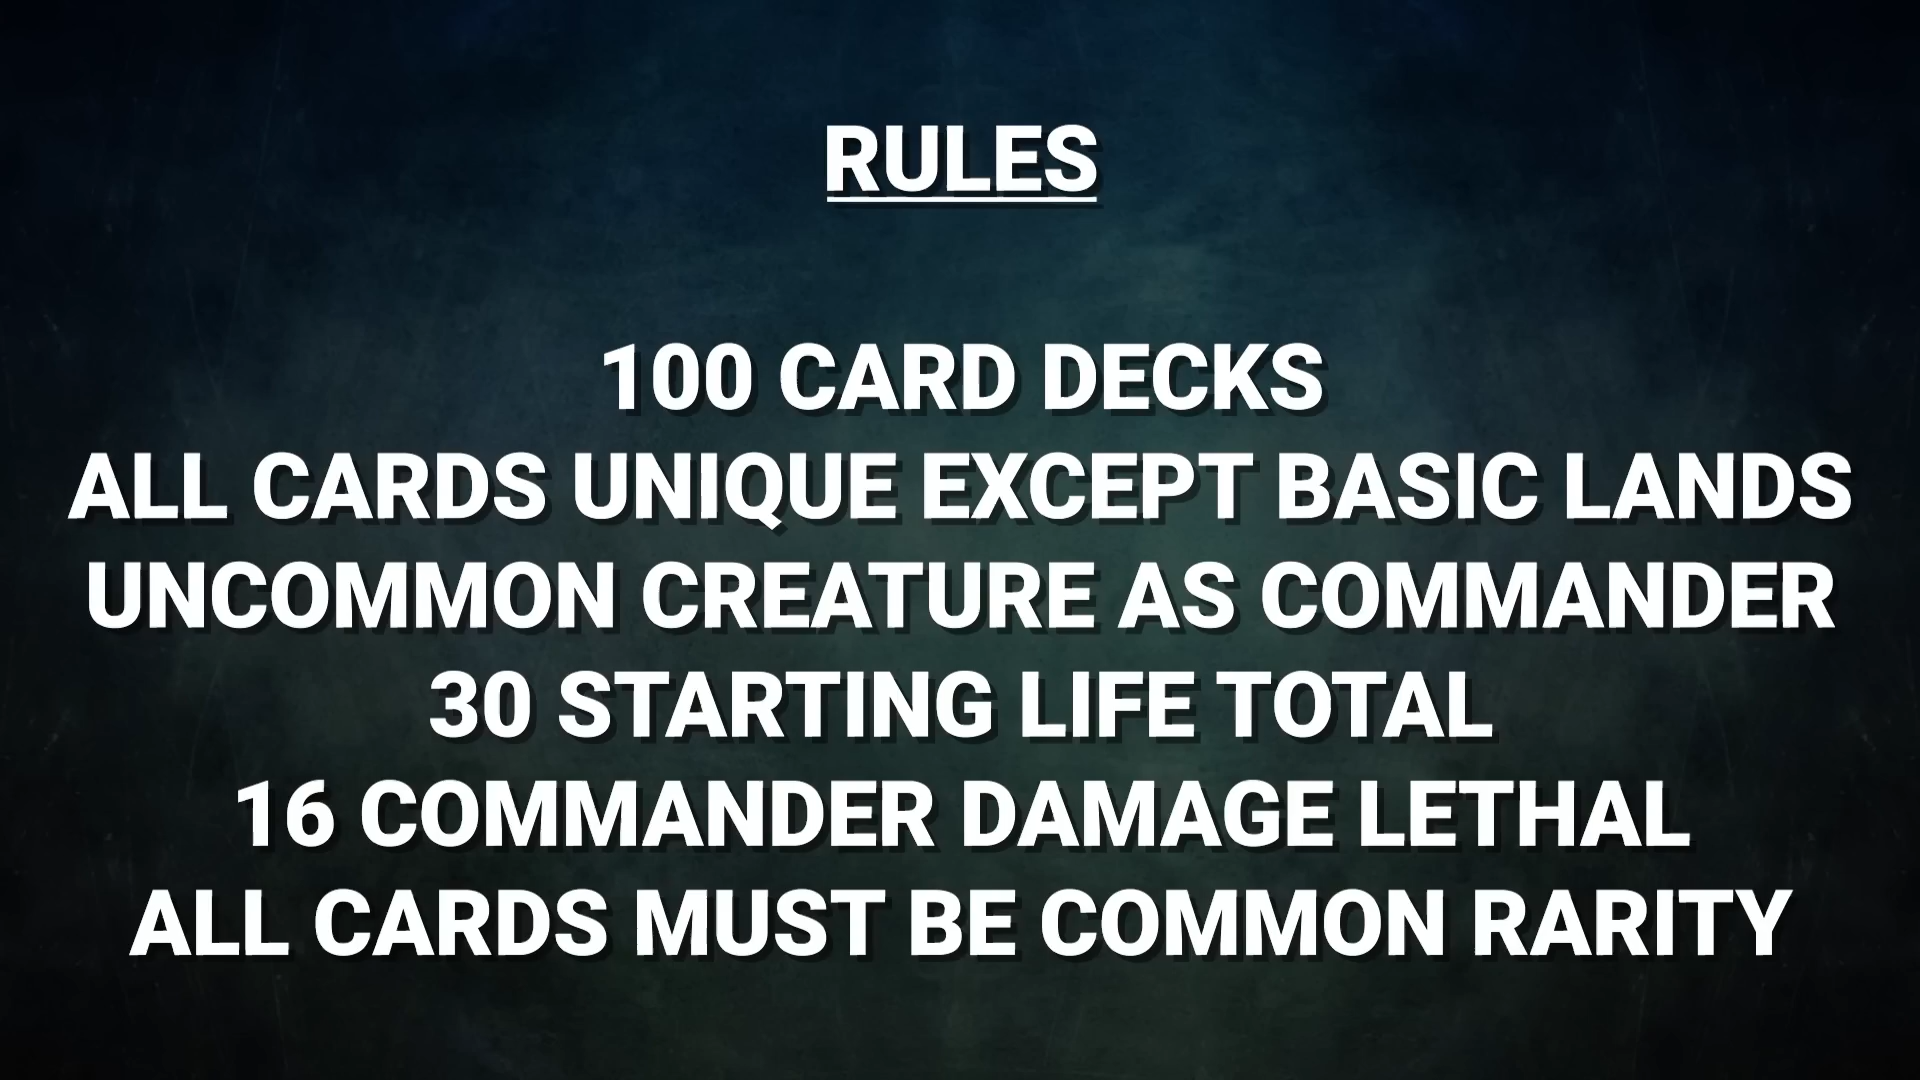 RULES
100 CARD DECKS
ALL CARDS UNIQUE EXCEPT BASIC LANDS
UNCOMMON CREATURE AS COMMANDER
30 STARTING LIFE TOTAL
16 COMMANDER DAMAGE LETHAL
ALL CARDS MUST BE COMMON RARITY